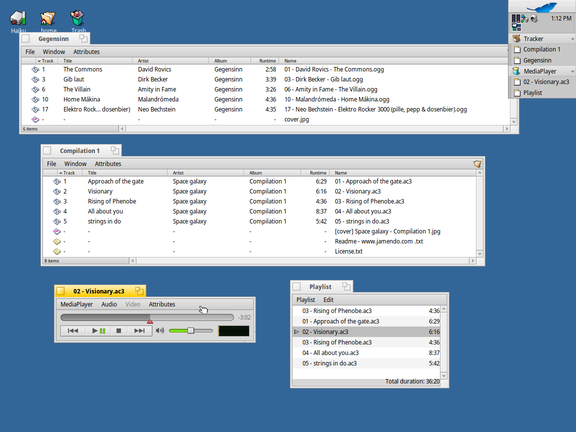 1:12 PM
Haiku home Trash
Tracker
Compilation 1
Gegensinn
MediaPlayer
02 - Visionary.ac3
Playlist
Gegensinn
File Window Attributes
Track Title Artist Album Runtime Name
1 The Commons David Rovics Gegensinn 2:58 01 - David Rovics - The Commons.ogg
3 Gib laut Dirk Becker Gegensinn 3:39 03 - Dirk Becker - Gib laut.ogg
6 The Villain Amity in Fame Gegensinn 3:26 06 - Amity in Fame - The Villain.ogg
10 Home Mâkina Malandrómeda Gegensinn 9:36 10 - Malandrómeda - Home Mâkina.ogg
17 Elektro Rock... dosenbier) Neo Bechstein Gegensinn 4:35 17 - Neo Bechstein - Elektro Rocker 3000 (pille, pepp & dosenbier).ogg
- - - - - cover.jpg
6 items
Compilation 1
File Window Attributes
Track Title Artist Album Runtime Name
1 Approach of the gate Space galaxy Compilation 1 6:29 01 - Approach of the gate.ac3
2 Visionary Space galaxy Compilation 1 6:16 02 - Visionary.ac3
3 Rising of Phenobe Space galaxy Compilation 1 4:36 03 - Rising of Phenobe.ac3
4 All about you Space galaxy Compilation 1 8:37 04 - All about you.ac3
5 strings in do Space galaxy Compilation 1 5:42 05 - strings in do.ac3
- - - - - [cover] Space galaxy - Compilation 1.jpg
- - - - - Readme - www.jamendo.com .txt
- - - - - License.txt
8 items
02 - Visionary.ac3
MediaPlayer Audio Video Attributes
-3:02
Playlist
Playlist Edit
03 - Rising of Phenobe.ac3 4:36
01 - Approach of the gate.ac3 6:29
02 - Visionary.ac3 6:16
03 - Rising of Phenobe.ac3 4:36
04 - All about you.ac3 8:37
05 - strings in do.ac3 5:42
Total duration: 36:20